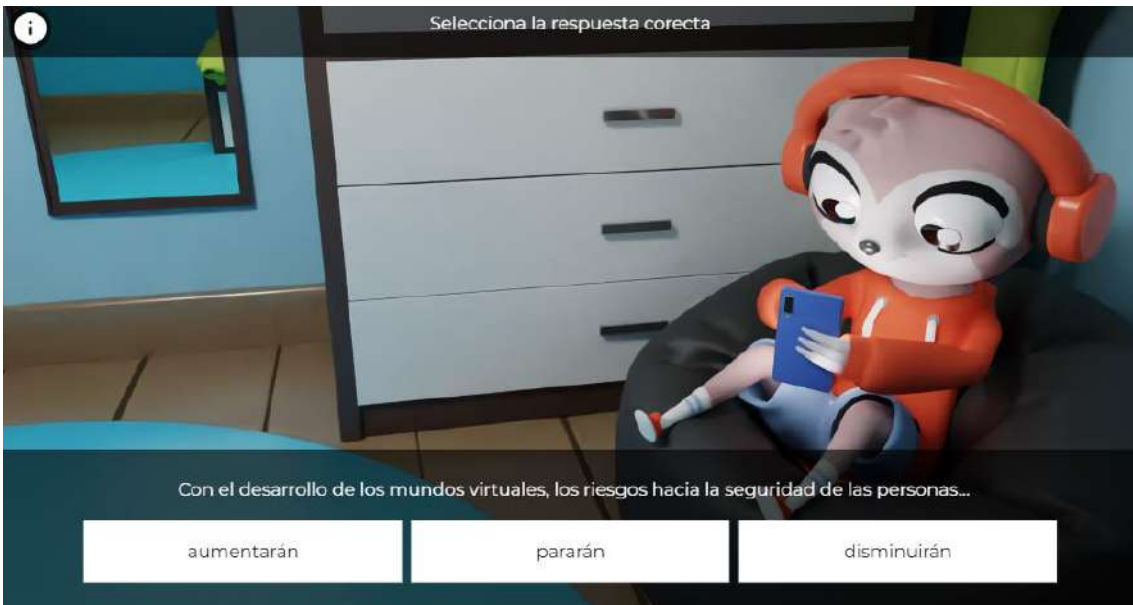 i
Selecciona la respuesta corecta
Con el desarrollo de los mundos virtuales, los riesgos hacia la seguridad de las personas...
aumentarán
pararán
disminuirán